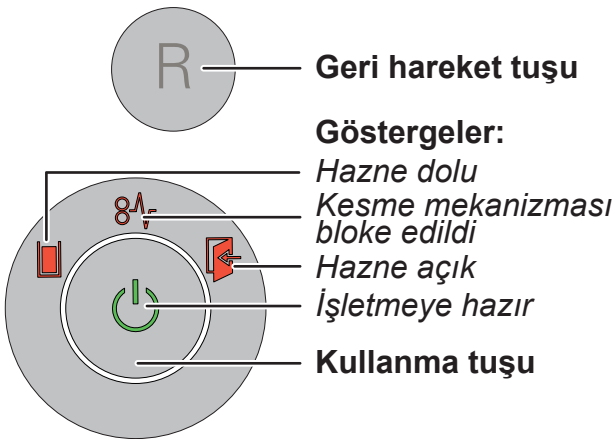 R
Geri hareket tuşu
Göstergeler:
Hazne dolu
Kesme mekanizması
bloke edildi
Hazne açık
İşletmeye hazır
Kullanma tuşu